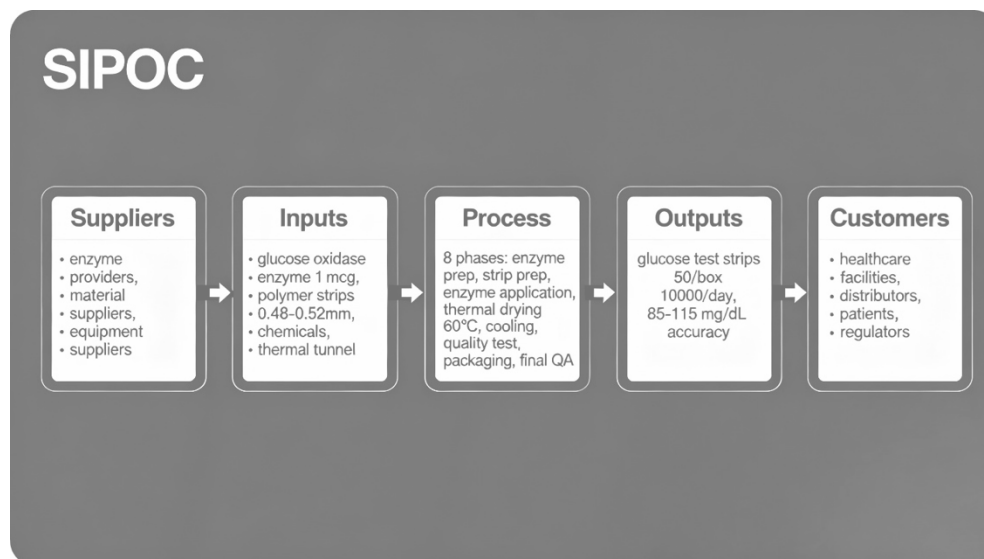 SIPOC
Suppliers
• enzyme
• providers,
• material
• suppliers,
• equipment
• suppliers
Inputs
• glucose oxidase
• enzyme 1 mcg,
• polymer strips
• 0.48-0.52mm,
• chemicals,
• thermal tunnel
Process
8 phases: enzyme
prep, strip prep,
enzyme application,
thermal drying
60°C, cooling,
quality test,
packaging, final QA
Outputs
glucose test strips
50/box
10000/day,
85-115 mg/dL
accuracy
Customers
• healthcare
• facilities,
• distributors,
• patients,
• regulators